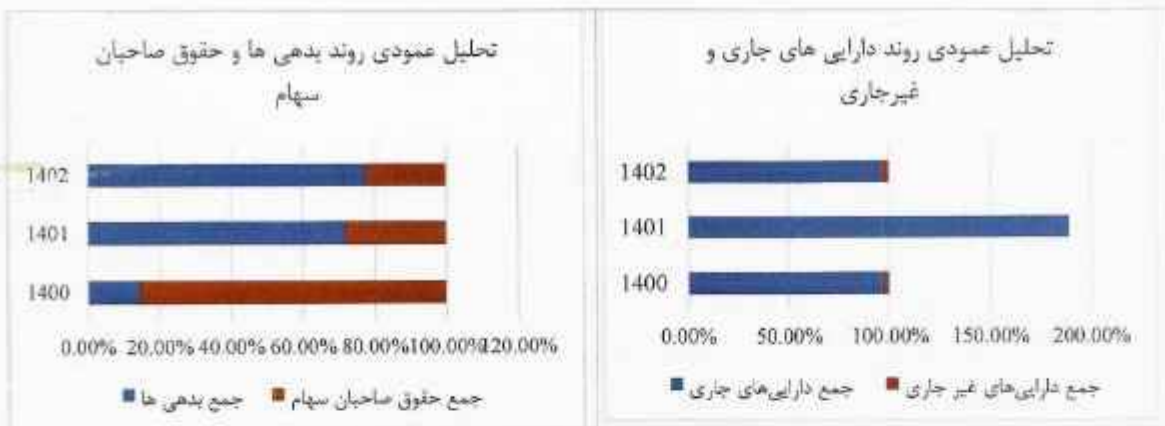 تحلیل عمودی روند دارایی های جاری و
غیرجاری
1402
1401
1400
0.00% 50.00% 100.00% 150.00% 200.00%
جمع دارایی‌های جاری جمع دارایی‌های غیر جاری
تحلیل عمودی روند بدهی ها و حقوق صاحبان
سهام
1402
1401
1400
0.00% 20.00% 40.00% 60.00% 80.00% 100.00% 120.00%
جمع بدهی ها جمع حقوق صاحبان سهام